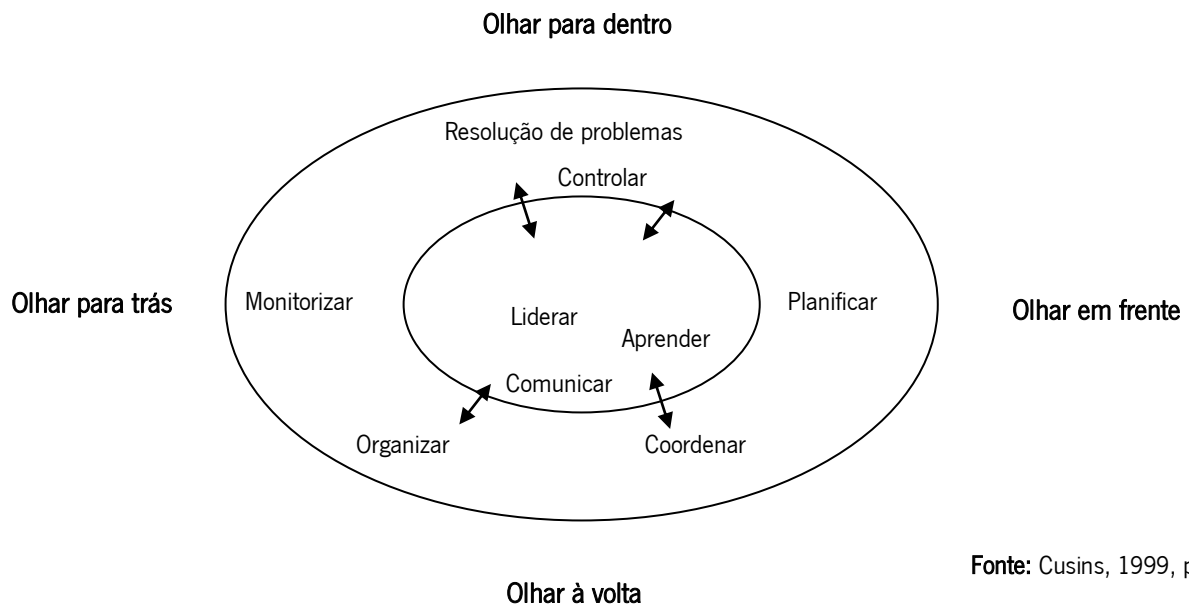 Olhar para dentro
Resolução de problemas
Controlar
Olhar para trás
Monitorizar
Planificar
Olhar em frente
Liderar
Aprender
Comunicar
Organizar
Coordenar
Fonte: Cusins, 1999, p
Olhar à volta